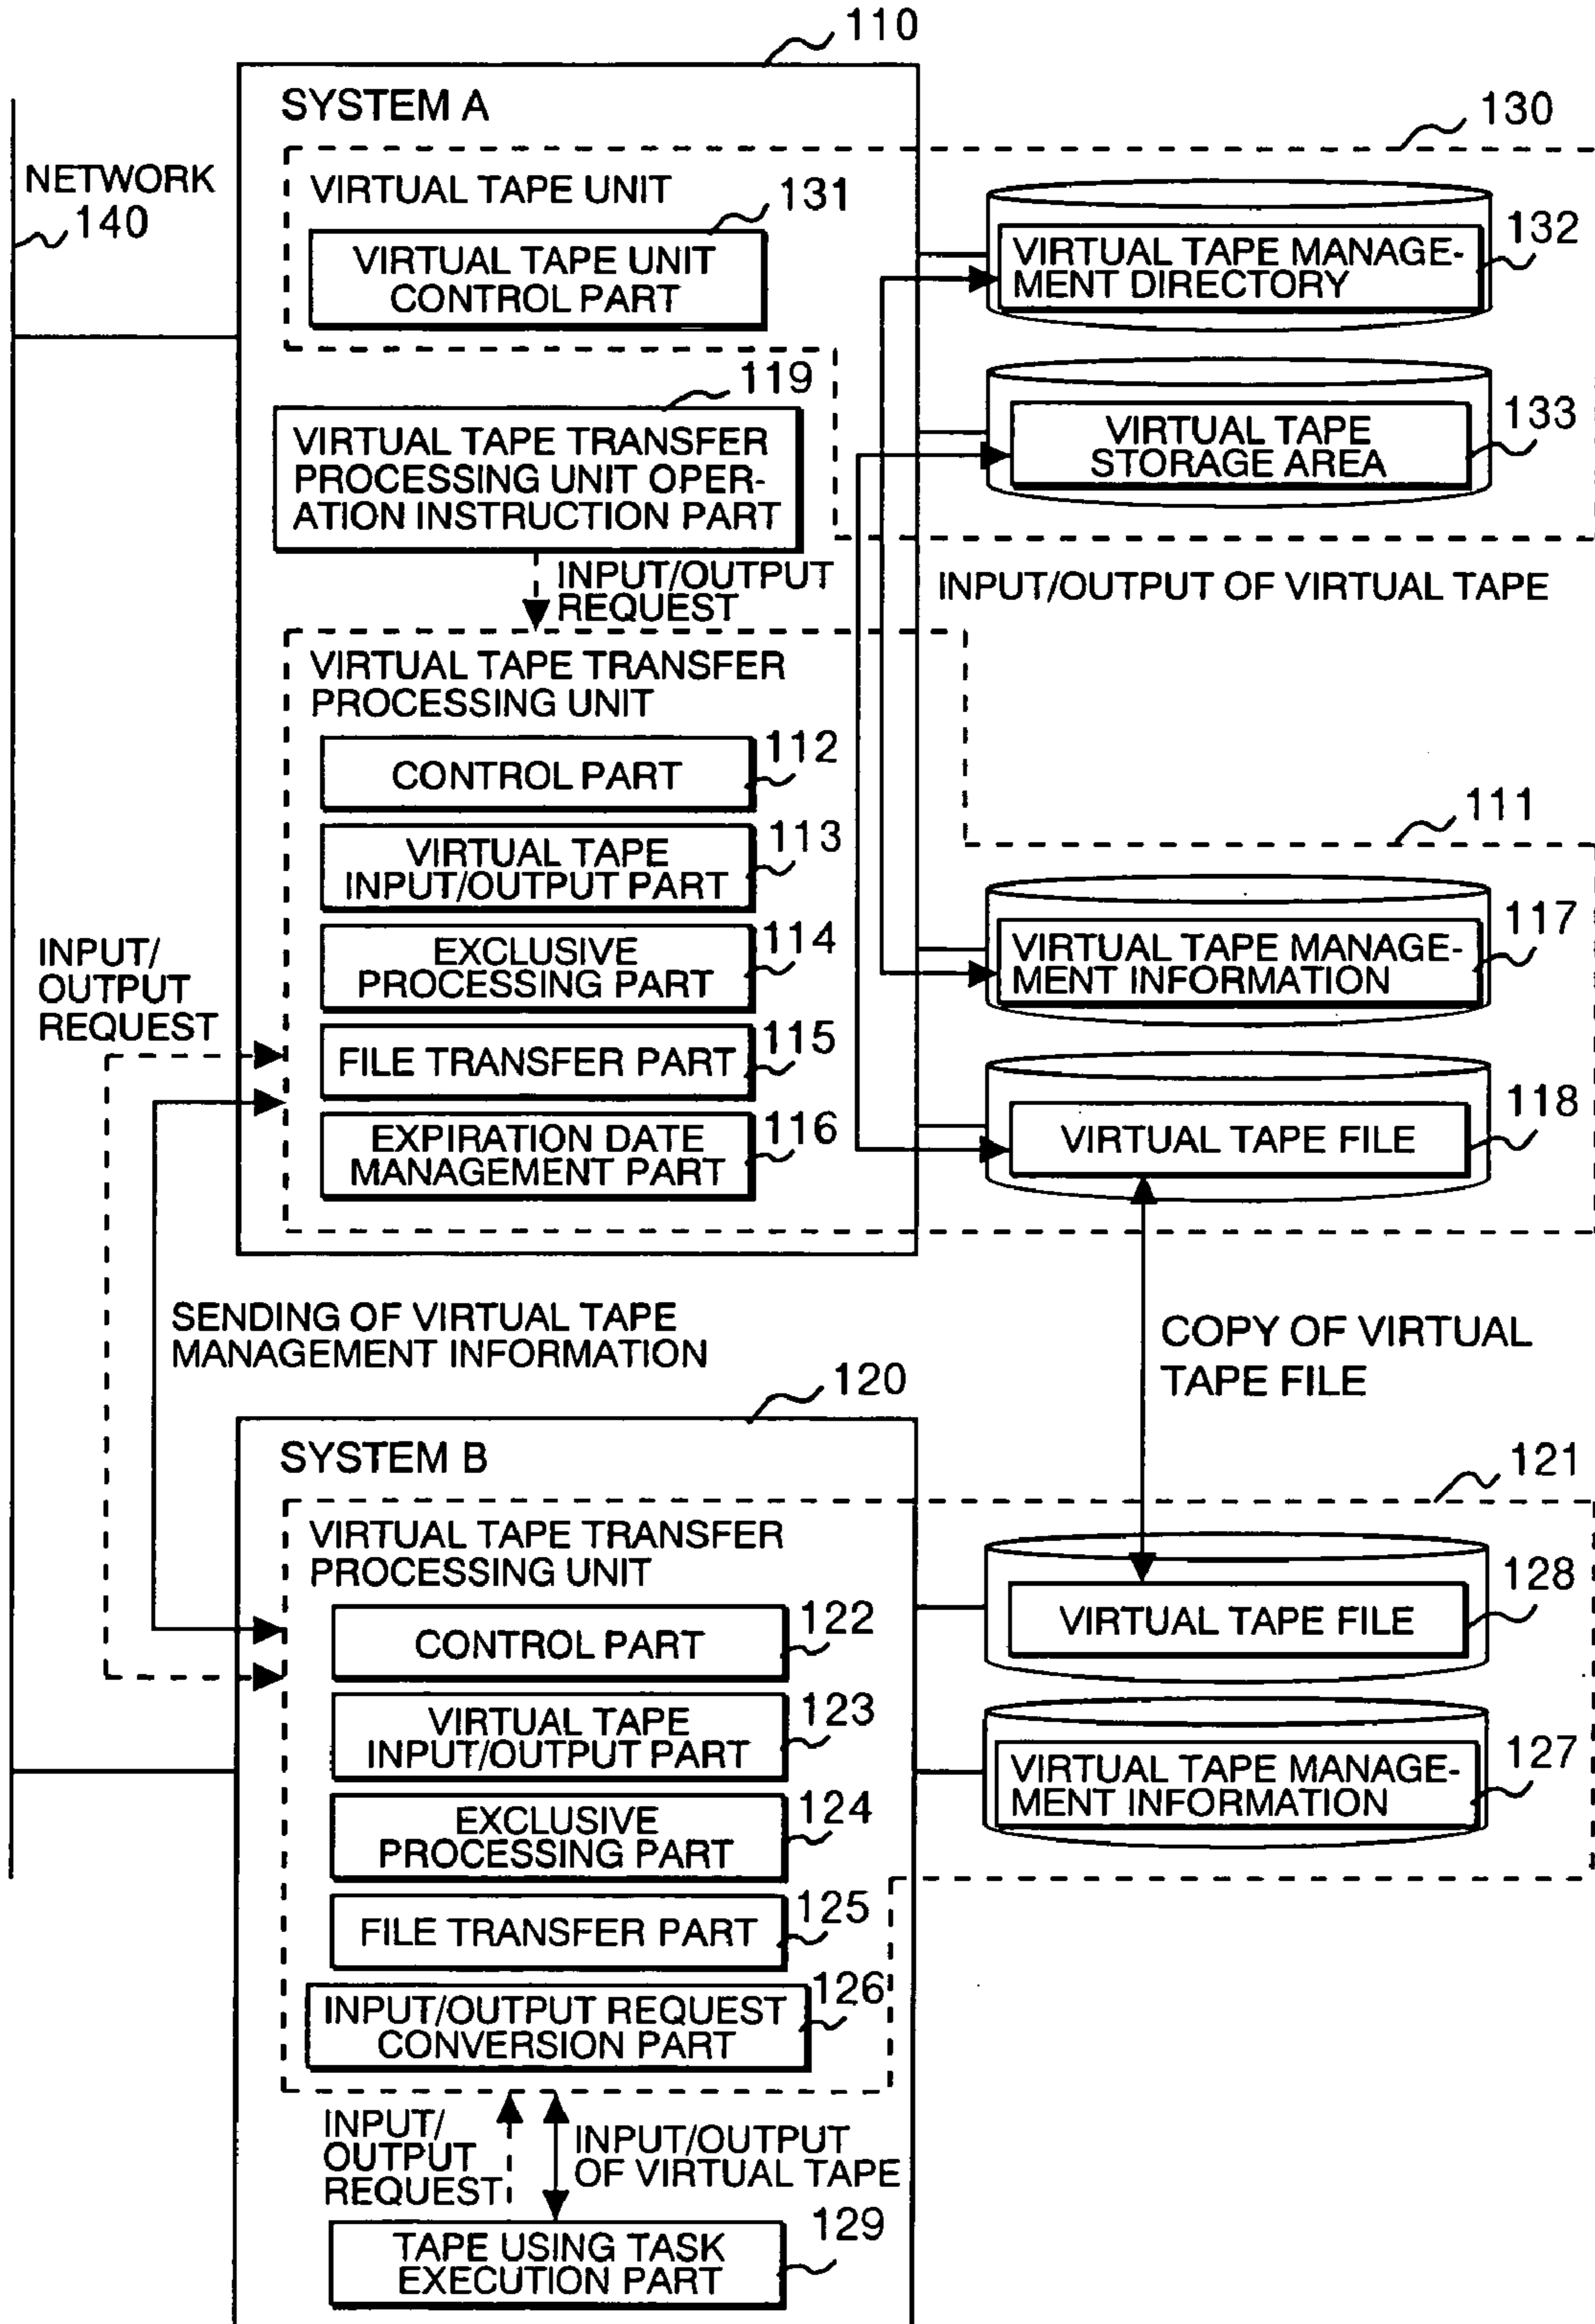 110
SYSTEM A
130
NETWORK
140
VIRTUAL TAPE UNIT
131
VIRTUAL TAPE UNIT
CONTROL PART
132
VIRTUAL TAPE MANAGE-
MENT DIRECTORY
119
VIRTUAL TAPE TRANSFER
PROCESSING UNIT OPER-
ATION INSTRUCTION PART
133
VIRTUAL TAPE
STORAGE AREA
INPUT/OUTPUT
REQUEST
INPUT/OUTPUT OF VIRTUAL TAPE
VIRTUAL TAPE TRANSFER
PROCESSING UNIT
112
CONTROL PART
111
113
VIRTUAL TAPE
INPUT/OUTPUT PART
117
VIRTUAL TAPE MANAGE-
MENT INFORMATION
INPUT/
OUTPUT
REQUEST
114
EXCLUSIVE
PROCESSING PART
115
FILE TRANSFER PART
118
VIRTUAL TAPE FILE
116
EXPIRATION DATE
MANAGEMENT PART
SENDING OF VIRTUAL TAPE
MANAGEMENT INFORMATION
COPY OF VIRTUAL
TAPE FILE
120
SYSTEM B
121
VIRTUAL TAPE TRANSFER
PROCESSING UNIT
128
VIRTUAL TAPE FILE
122
CONTROL PART
123
VIRTUAL TAPE
INPUT/OUTPUT PART
127
VIRTUAL TAPE MANAGE-
MENT INFORMATION
124
EXCLUSIVE
PROCESSING PART
125
FILE TRANSFER PART
126
INPUT/OUTPUT REQUEST
CONVERSION PART
INPUT/
OUTPUT
REQUEST
INPUT/OUTPUT
OF VIRTUAL TAPE
129
TAPE USING TASK
EXECUTION PART